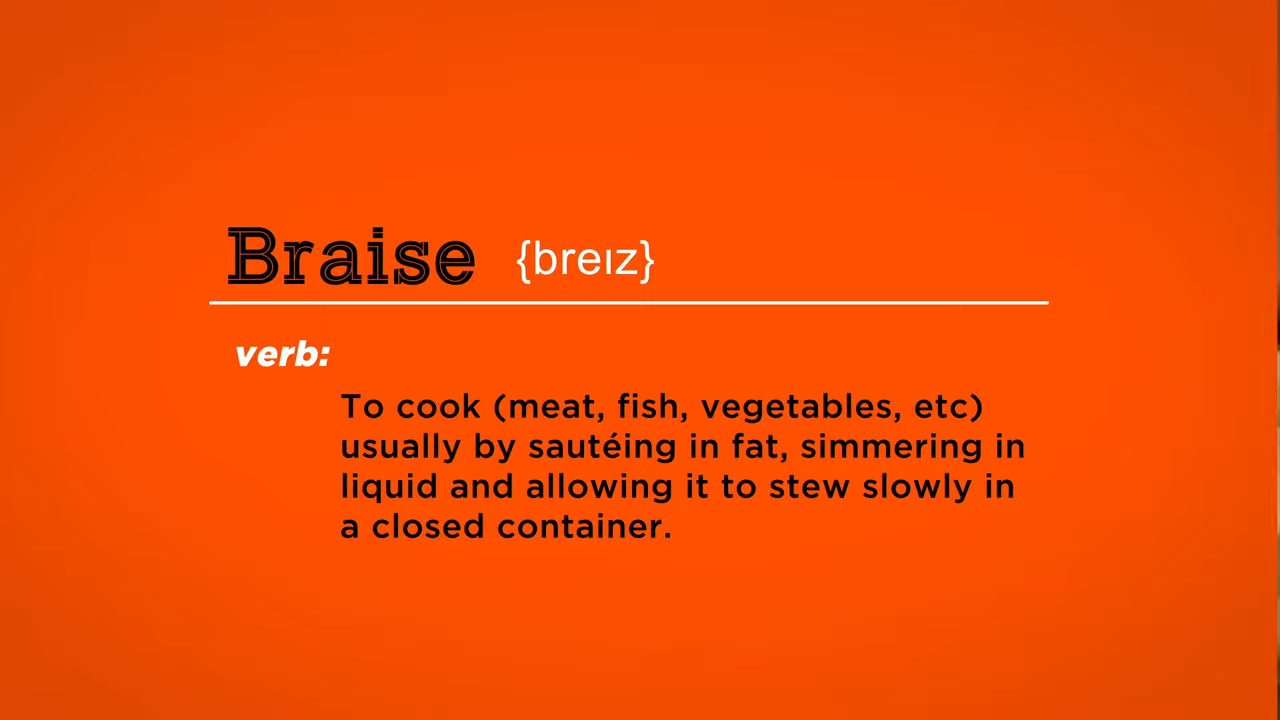 Braise {breɪz}
verb:
To cook (meat, fish, vegetables, etc)
usually by sautéing in fat, simmering in
liquid and allowing it to stew slowly in
a closed container.